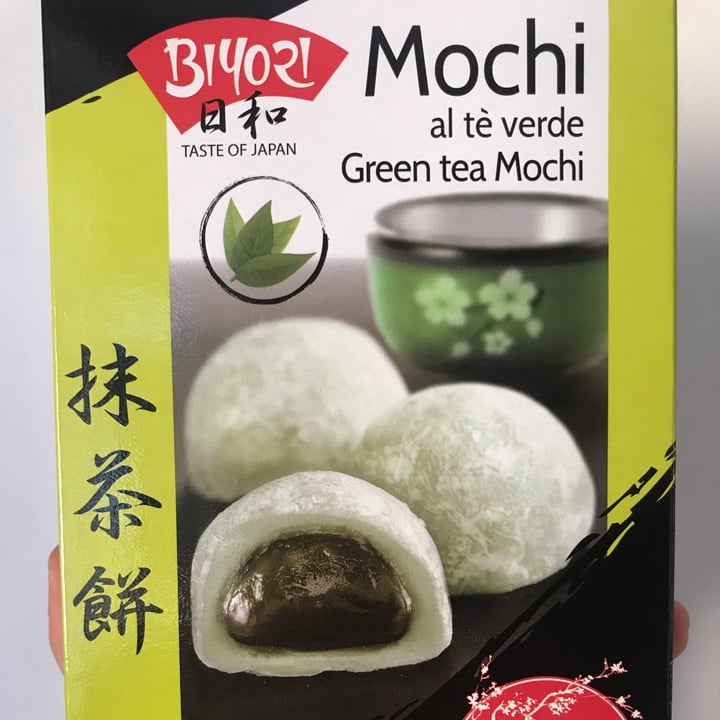 BIYORI
日和
TASTE OF JAPAN
Mochi
al tè verde
Green tea Mochi
抹茶餅